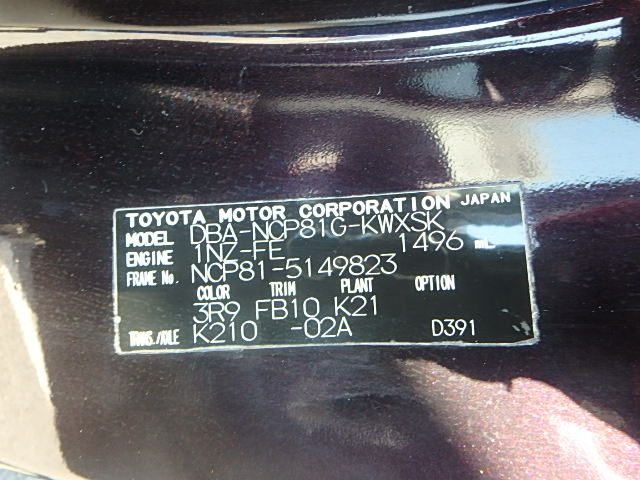 TOYOTA MOTOR CORPORATION JAPAN
MODEL DBA-NCP81G-KWXSK
ENGINE 1NZ-FE 1496 mL
FRAME No. NCP81-5149823
COLOR TRIM PLANT OPTION
3R9 FB10 K21
TRANS./AXLE K210 -02A D391